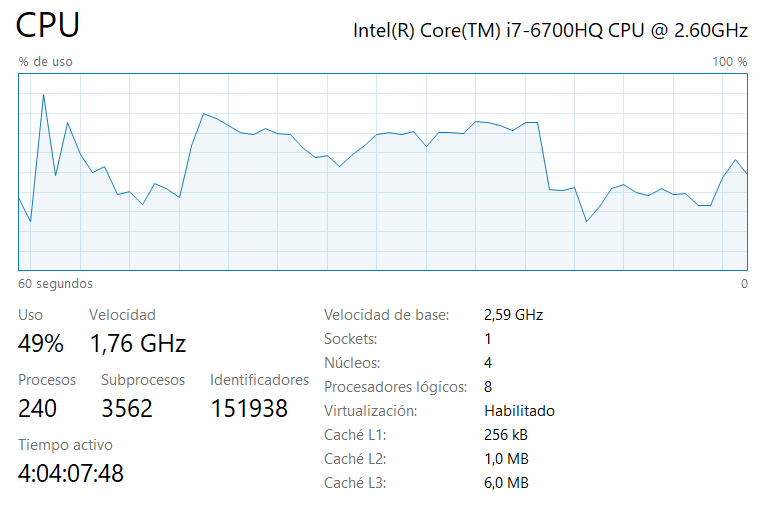 CPU
Intel(R) Core(TM) i7-6700HQ CPU @ 2.60GHz
% de uso
100 %
60 segundos
0
Uso
Velocidad
49%
1,76 GHz
Procesos
Subprocesos
Identificadores
240
3562
151938
Tiempo activo
4:04:07:48
Velocidad de base: 2,59 GHz
Sockets: 1
Núcleos: 4
Procesadores lógicos: 8
Virtualización: Habilitado
Caché L1: 256 kB
Caché L2: 1,0 MB
Caché L3: 6,0 MB